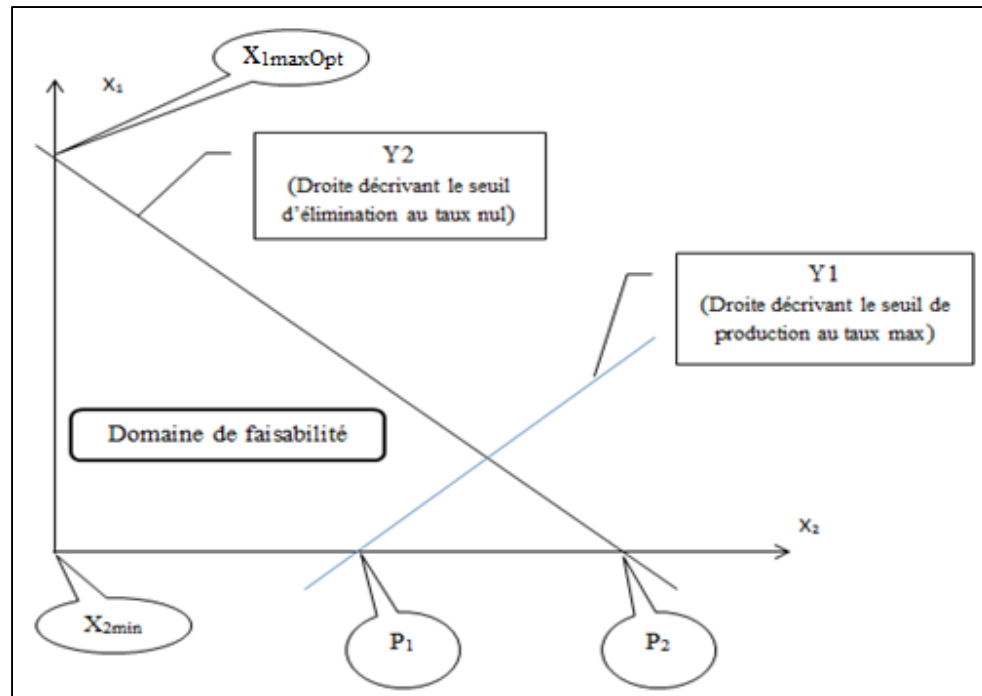 X1maxOpt
X₁
Y2
(Droite décrivant le seuil
d'élimination au taux nul)
Y1
(Droite décrivant le seuil de
production au taux max)
Domaine de faisabilité
X₂
X2min
P1
P2